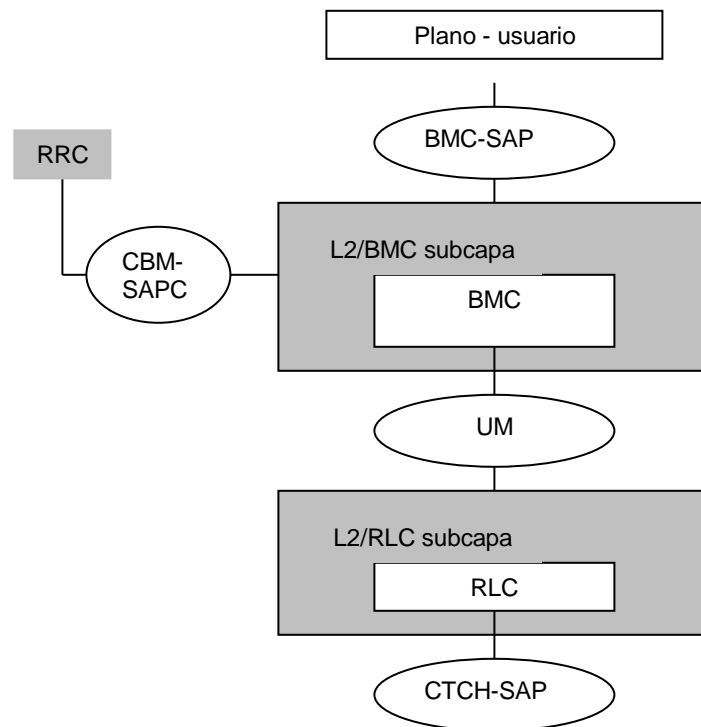 Plano - usuario
BMC-SAP
RRC
CBM-
SAPC
L2/BMC subcapa
BMC
UM
L2/RLC subcapa
RLC
CTCH-SAP